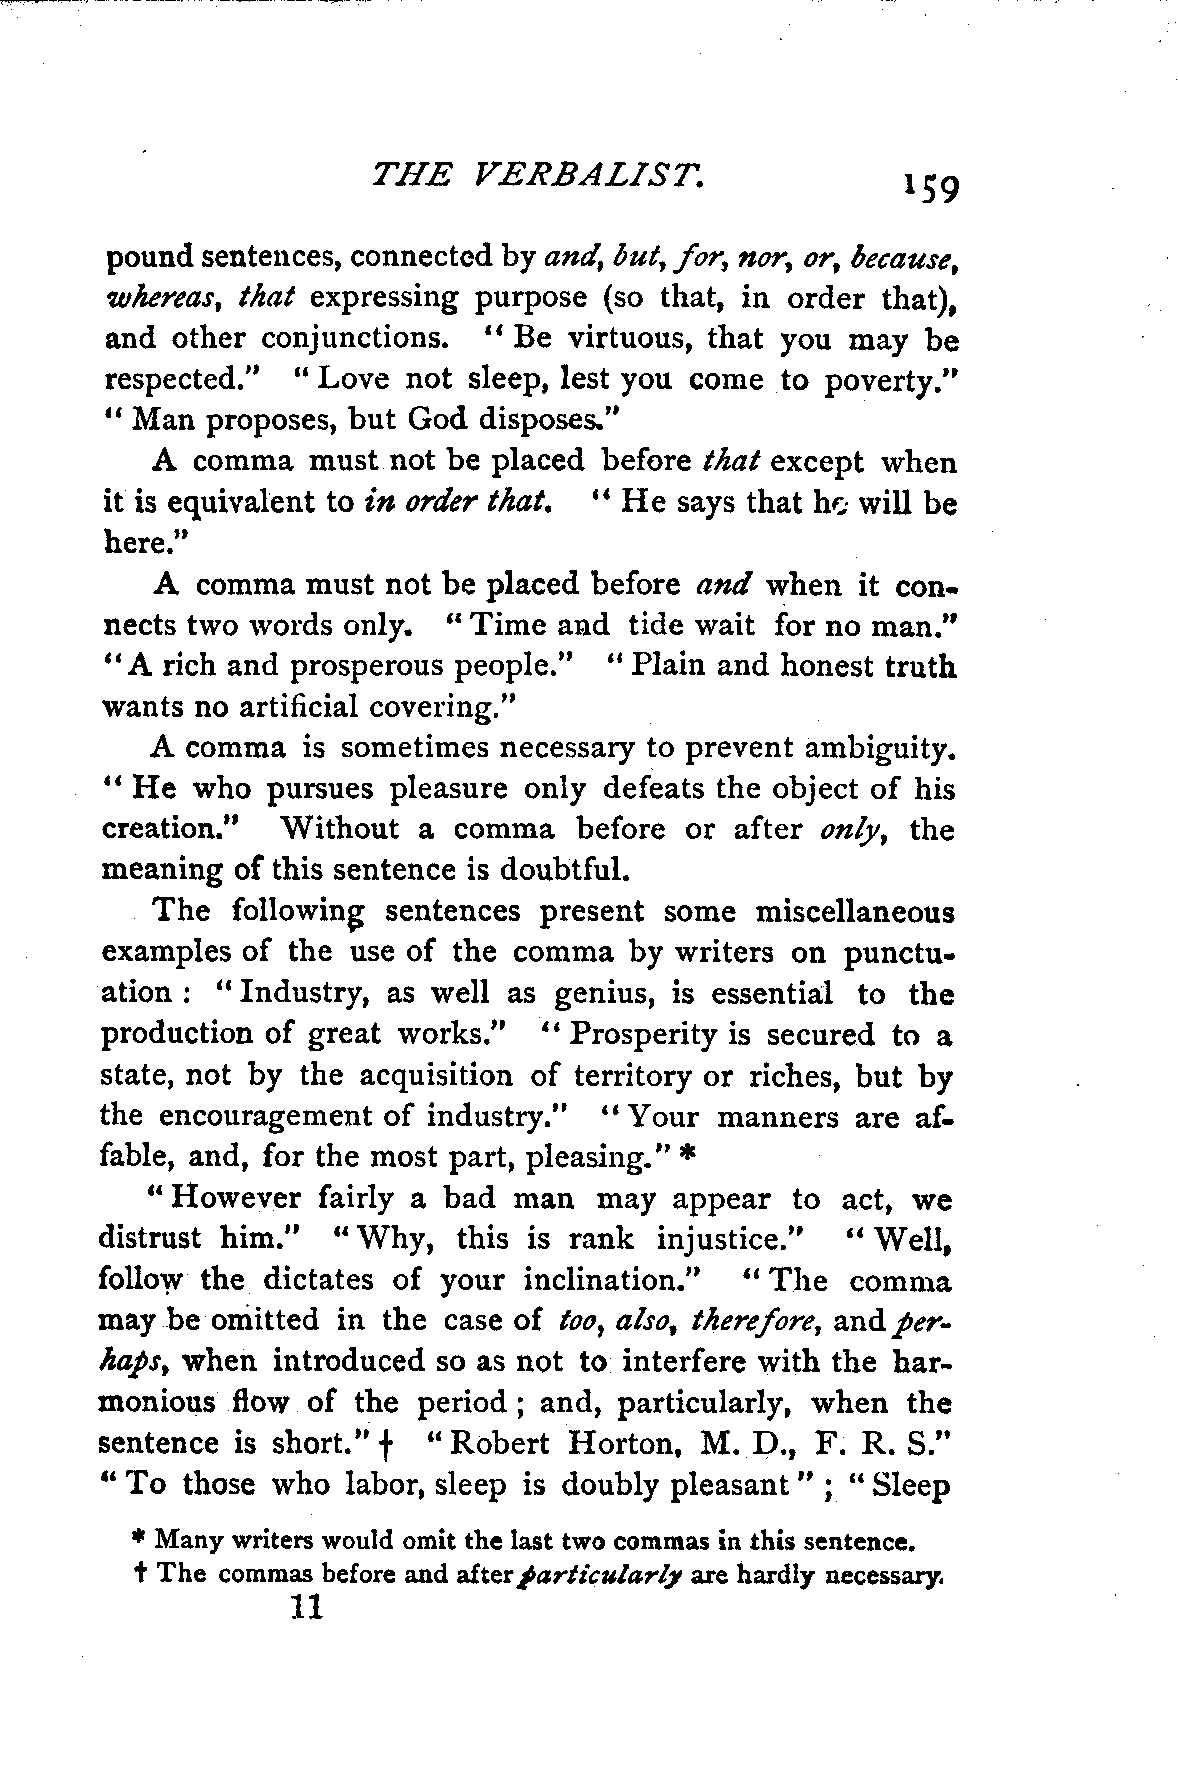 THE VERBALIST. 159
pound sentences, connected by and, but, for, nor, or, because,
whereas, that expressing purpose (so that, in order that),
and other conjunctions. “ Be virtuous, that you may be
respected.” “ Love not sleep, lest you come to poverty.”
“ Man proposes, but God disposes.”
A comma must not be placed before that except when
it is equivalent to in order that. “ He says that he will be
here.”
A comma must not be placed before and when it con-
nects two words only. “ Time and tide wait for no man.”
“ A rich and prosperous people.” “ Plain and honest truth
wants no artificial covering.”
A comma is sometimes necessary to prevent ambiguity.
“ He who pursues pleasure only defeats the object of his
creation.” Without a comma before or after only, the
meaning of this sentence is doubtful.
The following sentences present some miscellaneous
examples of the use of the comma by writers on punctu-
ation : “ Industry, as well as genius, is essential to the
production of great works.” “ Prosperity is secured to a
state, not by the acquisition of territory or riches, but by
the encouragement of industry.” “ Your manners are af-
fable, and, for the most part, pleasing.” *
“ However fairly a bad man may appear to act, we
distrust him.” “ Why, this is rank injustice.” “ Well,
follow the dictates of your inclination.” “ The comma
may be omitted in the case of too, also, therefore, and per-
haps, when introduced so as not to interfere with the har-
monious flow of the period ; and, particularly, when the
sentence is short.” † “ Robert Horton, M. D., F. R. S.”
“ To those who labor, sleep is doubly pleasant ” ; “ Sleep
* Many writers would omit the last two commas in this sentence.
† The commas before and after particularly are hardly necessary.
11